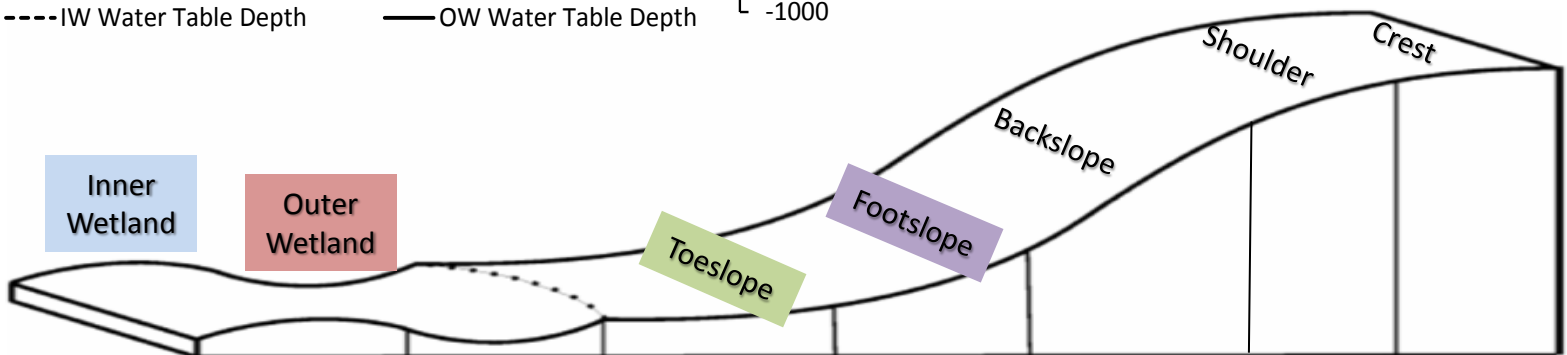 IW Water Table Depth
OW Water Table Depth
-1000
Inner
Wetland
Outer
Wetland
Toeslope
Footslope
Backslope
Shoulder
Crest